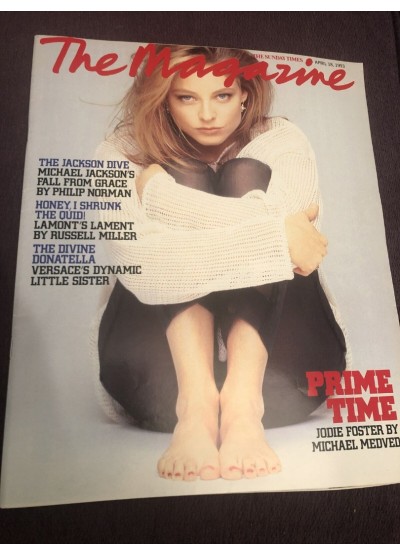 The Magazine
THE SUNDAY TIMES
APRIL 18, 1993
THE JACKSON DIVE
MICHAEL JACKSON'S
FALL FROM GRACE
BY PHILIP NORMAN
HONEY, I SHRUNK
THE QUID!
LAMONT'S LAMENT
BY RUSSELL MILLER
THE DIVINE
DONATELLA
VERSACE'S DYNAMIC
LITTLE SISTER
PRIME
TIME
JODIE FOSTER BY
MICHAEL MEDVED